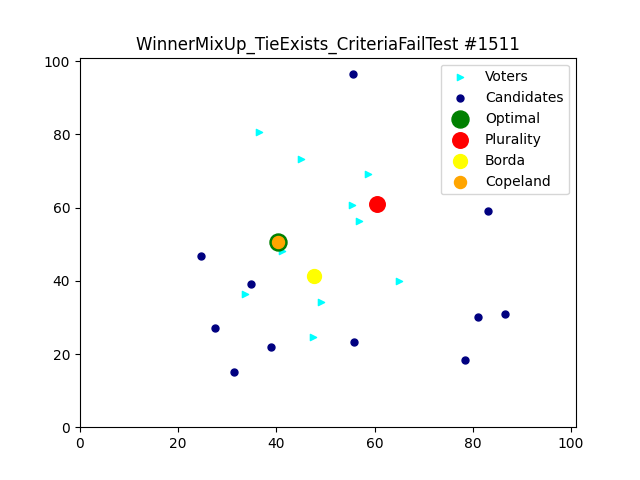 WinnerMixUp_TieExists_CriteriaFailTest #1511
100
80
60
40
20
0
0 20 40 60 80 100
Voters
Candidates
Optimal
Plurality
Borda
Copeland